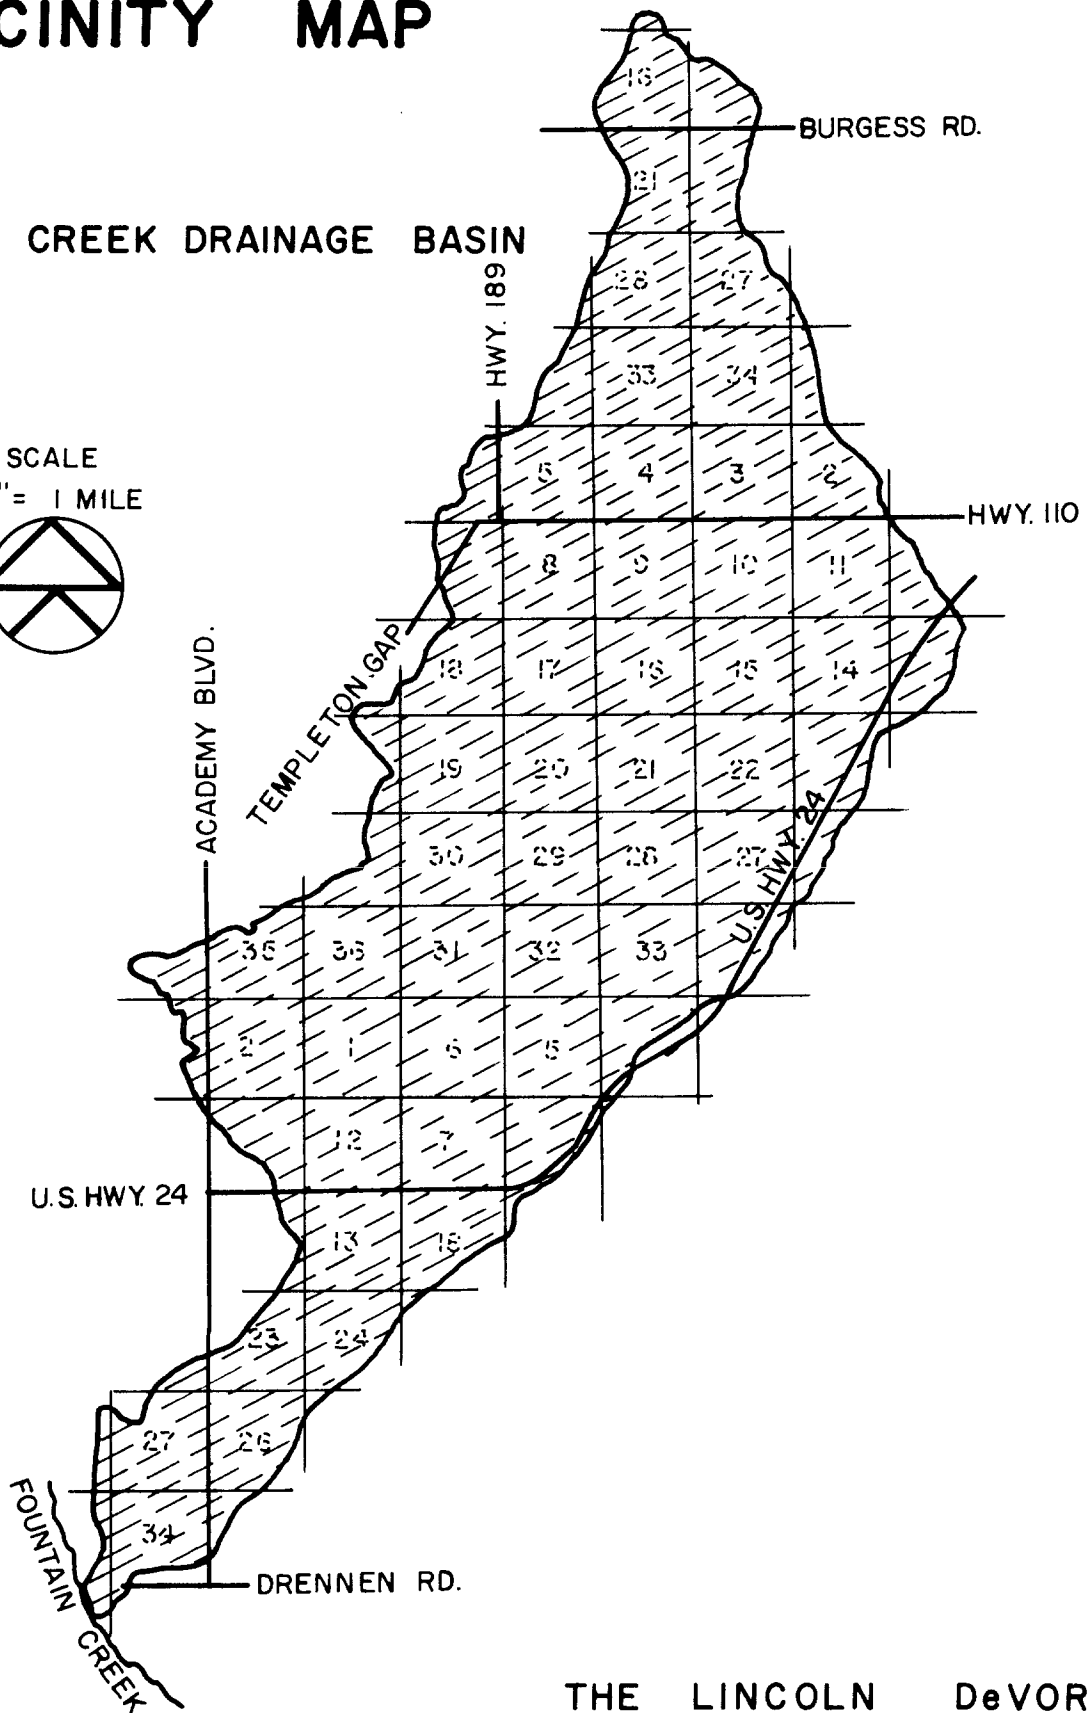 CINITY MAP
16
BURGESS RD.
21
CREEK DRAINAGE BASIN
HWY. 189
28 27
33 34
SCALE
"= 1 MILE
5 4 3 2
HWY. 110
8 9 10 11
ACADEMY BLVD.
TEMPLETON GAP
18 17 16 15 14
19 20 21 22
U.S. HWY. 24
30 29 28 27
35 36 31 32 33
2 1 6 5
12 7
U.S. HWY. 24
13 18
23 24
27 26
34
FOUNTAIN CREEK
DRENNEN RD.
THE LINCOLN DeVOR